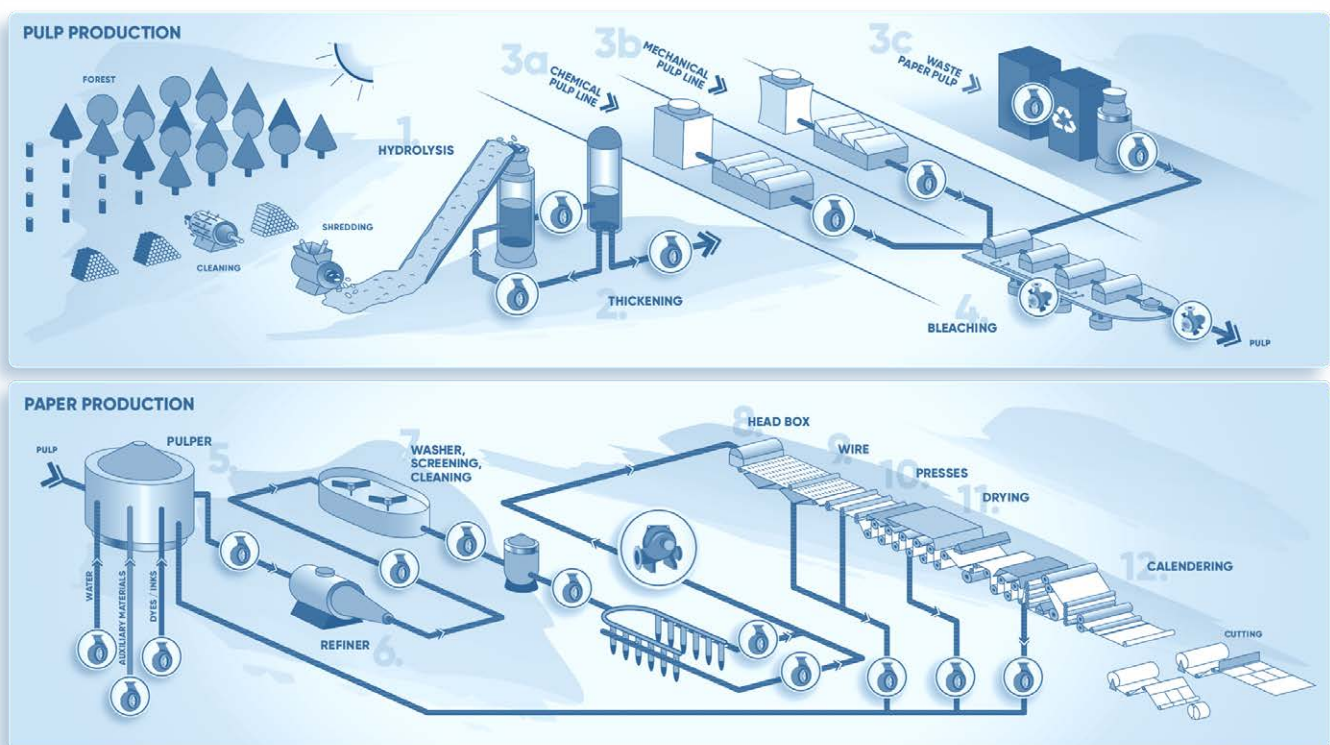 PULP PRODUCTION
FOREST
1.
HYDROLYSIS
SHREDDING
CLEANING
2.
THICKENING
3a
CHEMICAL
PULP LINE
3b
MECHANICAL
PULP LINE
3c
WASTE
PAPER PULP
4.
BLEACHING
PULP
PAPER PRODUCTION
PULP
PULPER
5.
WATER
AUXILIARY MATERIALS
DYES / INKS
REFINER
6.
7.
WASHER,
SCREENING,
CLEANING
8.
HEAD BOX
9.
WIRE
10.
PRESSES
11.
DRYING
12.
CALENDERING
CUTTING